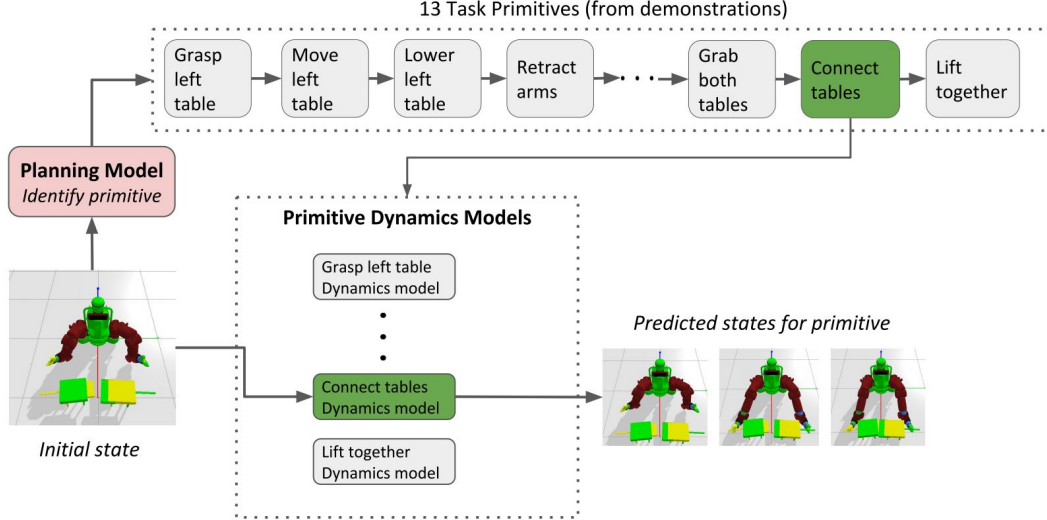 13 Task Primitives (from demonstrations)
Grasp
left
table
Move
left
table
Lower
left
table
Retract
arms
Grab
both
tables
Connect
tables
Lift
together
Planning Model
Identify primitive
Primitive Dynamics Models
Grasp left table
Dynamics model
Connect tables
Dynamics model
Lift together
Dynamics model
Initial state
Predicted states for primitive